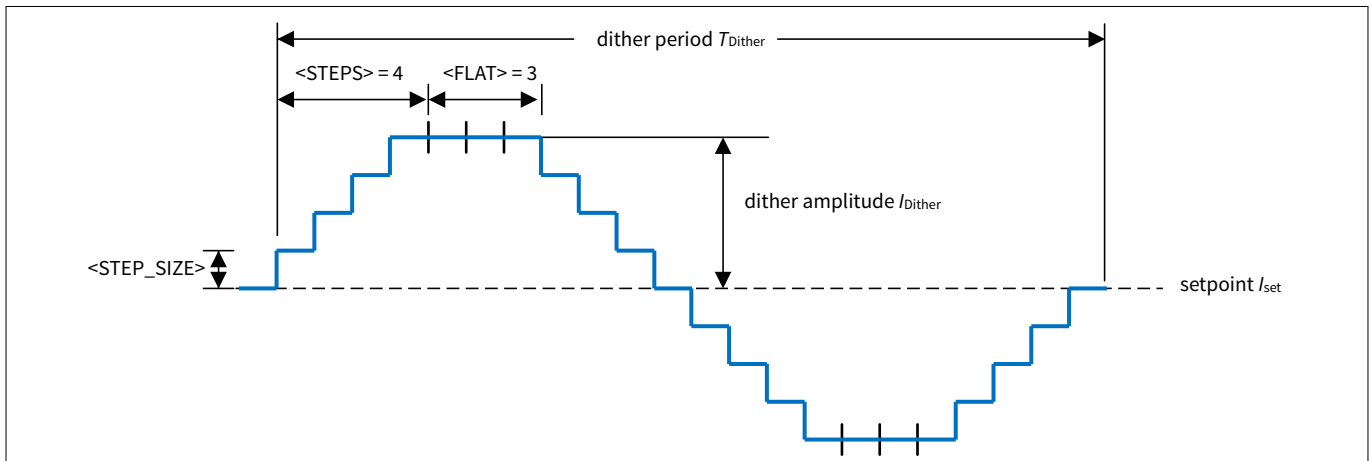 dither period TDither
<STEPS> = 4 <FLAT> = 3
dither amplitude IDither
<STEP_SIZE>
setpoint Iset